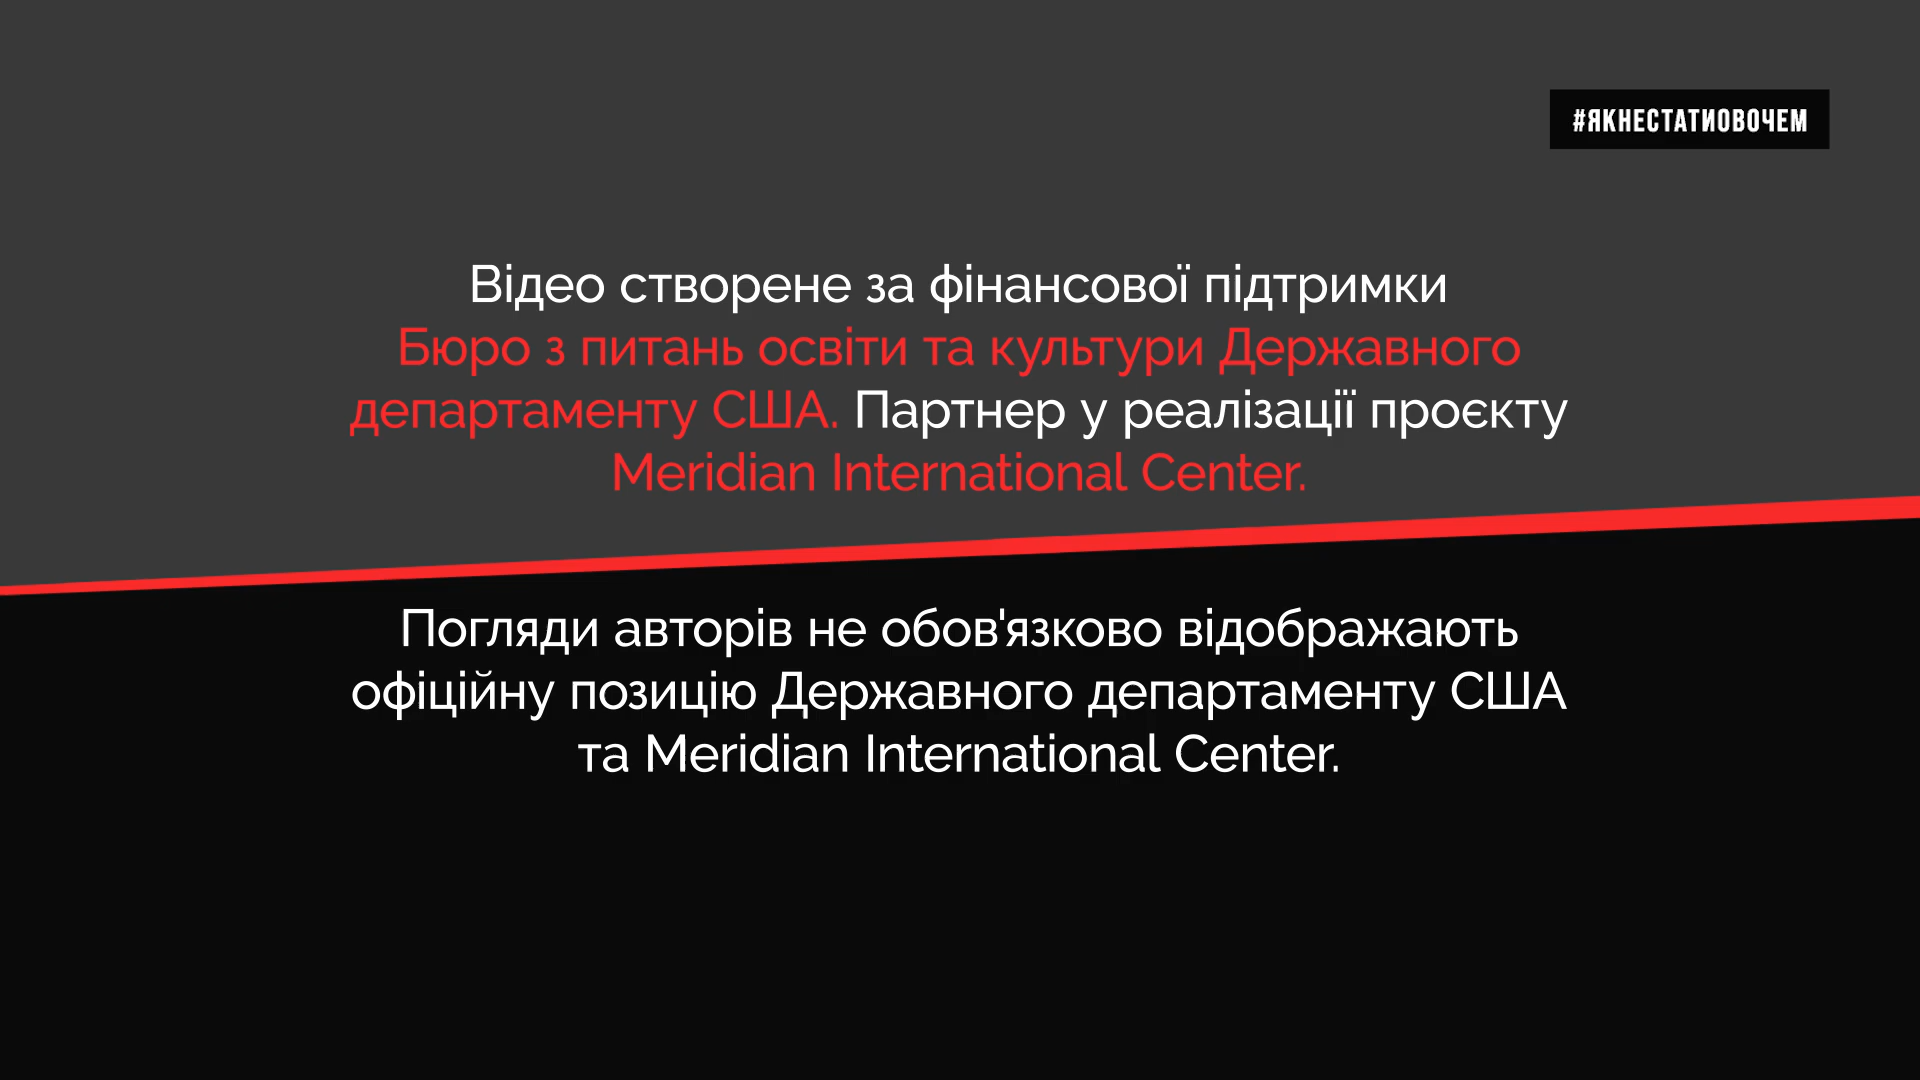 #ЯКНЕСТАТИОВОЧЕМ
Відео створене за фінансової підтримки
Бюро з питань освіти та культури Державного
департаменту США. Партнер у реалізації проєкту
Meridian International Center.
Погляди авторів не обов'язково відображають
офіційну позицію Державного департаменту США
та Meridian International Center.